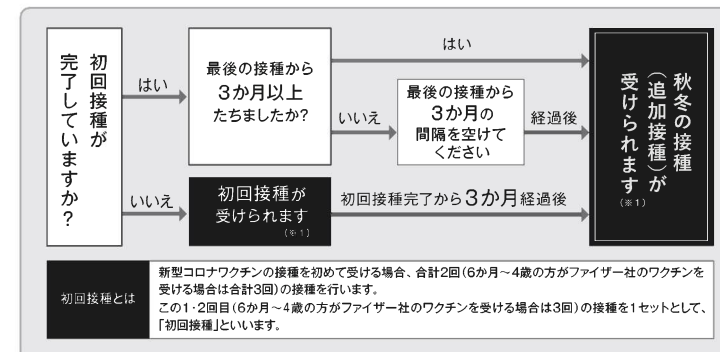 初回接種が
完了していますか？
はい
いいえ
最後の接種から
3か月以上
たちましたか？
はい
いいえ
最後の接種から
3か月の
間隔を空けて
ください
経過後
初回接種が
受けられます
（※1）
初回接種完了から3か月経過後
秋冬の接種
（追加接種）が
受けられます
（※1）
初回接種とは
新型コロナワクチンの接種を初めて受ける場合、合計2回（6か月～4歳の方がファイザー社のワクチンを
受ける場合は合計3回）の接種を行います。
この1・2回目（6か月～4歳の方がファイザー社のワクチンを受ける場合は3回）の接種を1セットとして、
「初回接種」といいます。